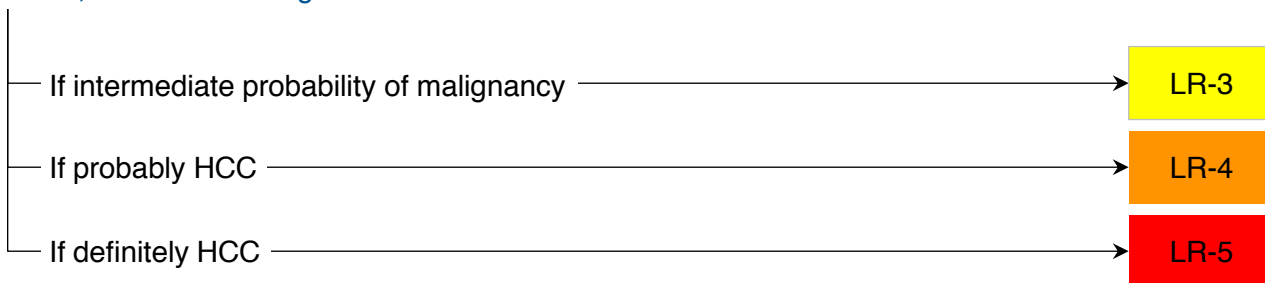 If intermediate probability of malignancy LR-3
If probably HCC LR-4
If definitely HCC LR-5